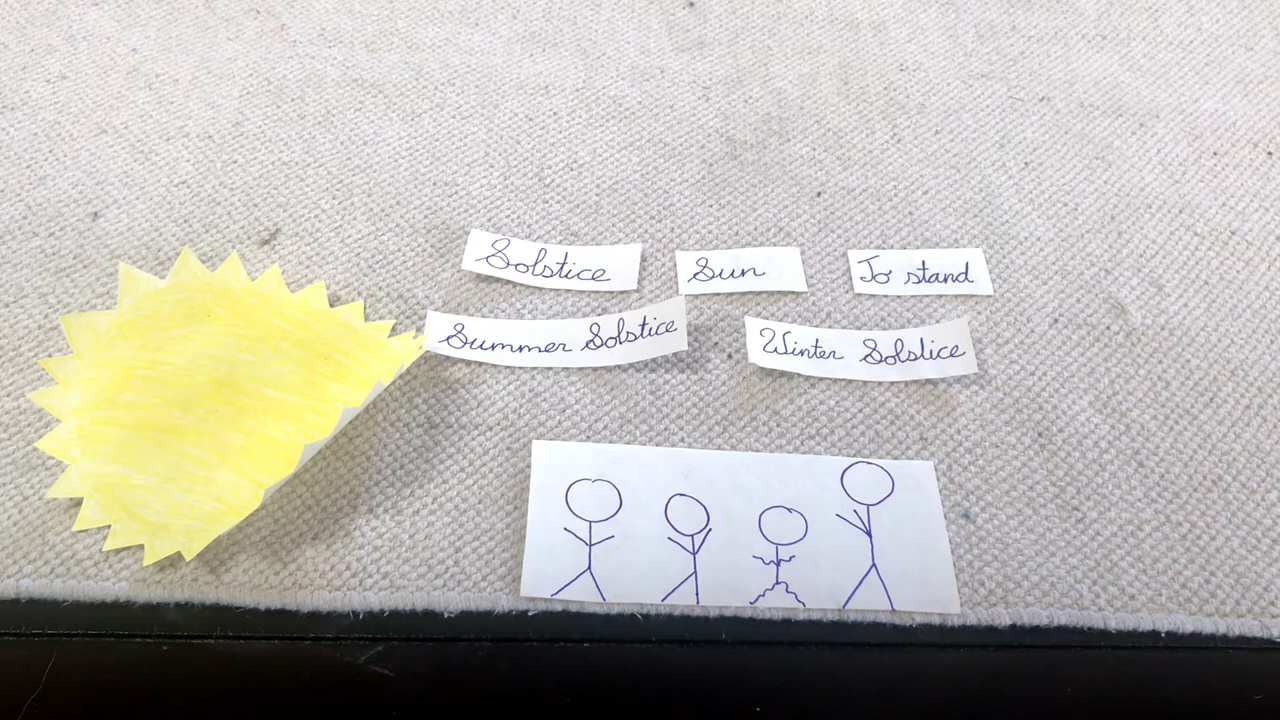 Solstice
Sun
To stand
Summer Solstice
Winter Solstice